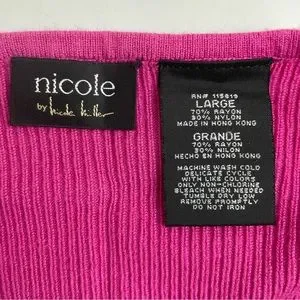 nicole
by nicole miller
RN# 115819
LARGE
70% RAYON
30% NYLON
MADE IN HONG KONG
GRANDE
70% RAYON
30% NILON
HECHO EN HONG KONG
MACHINE WASH COLD
DELICATE CYCLE
WITH LIKE COLORS
ONLY NON-CHLORINE
BLEACH WHEN NEEDED
TUMBLE DRY LOW
REMOVE PROMPTLY
DO NOT IRON